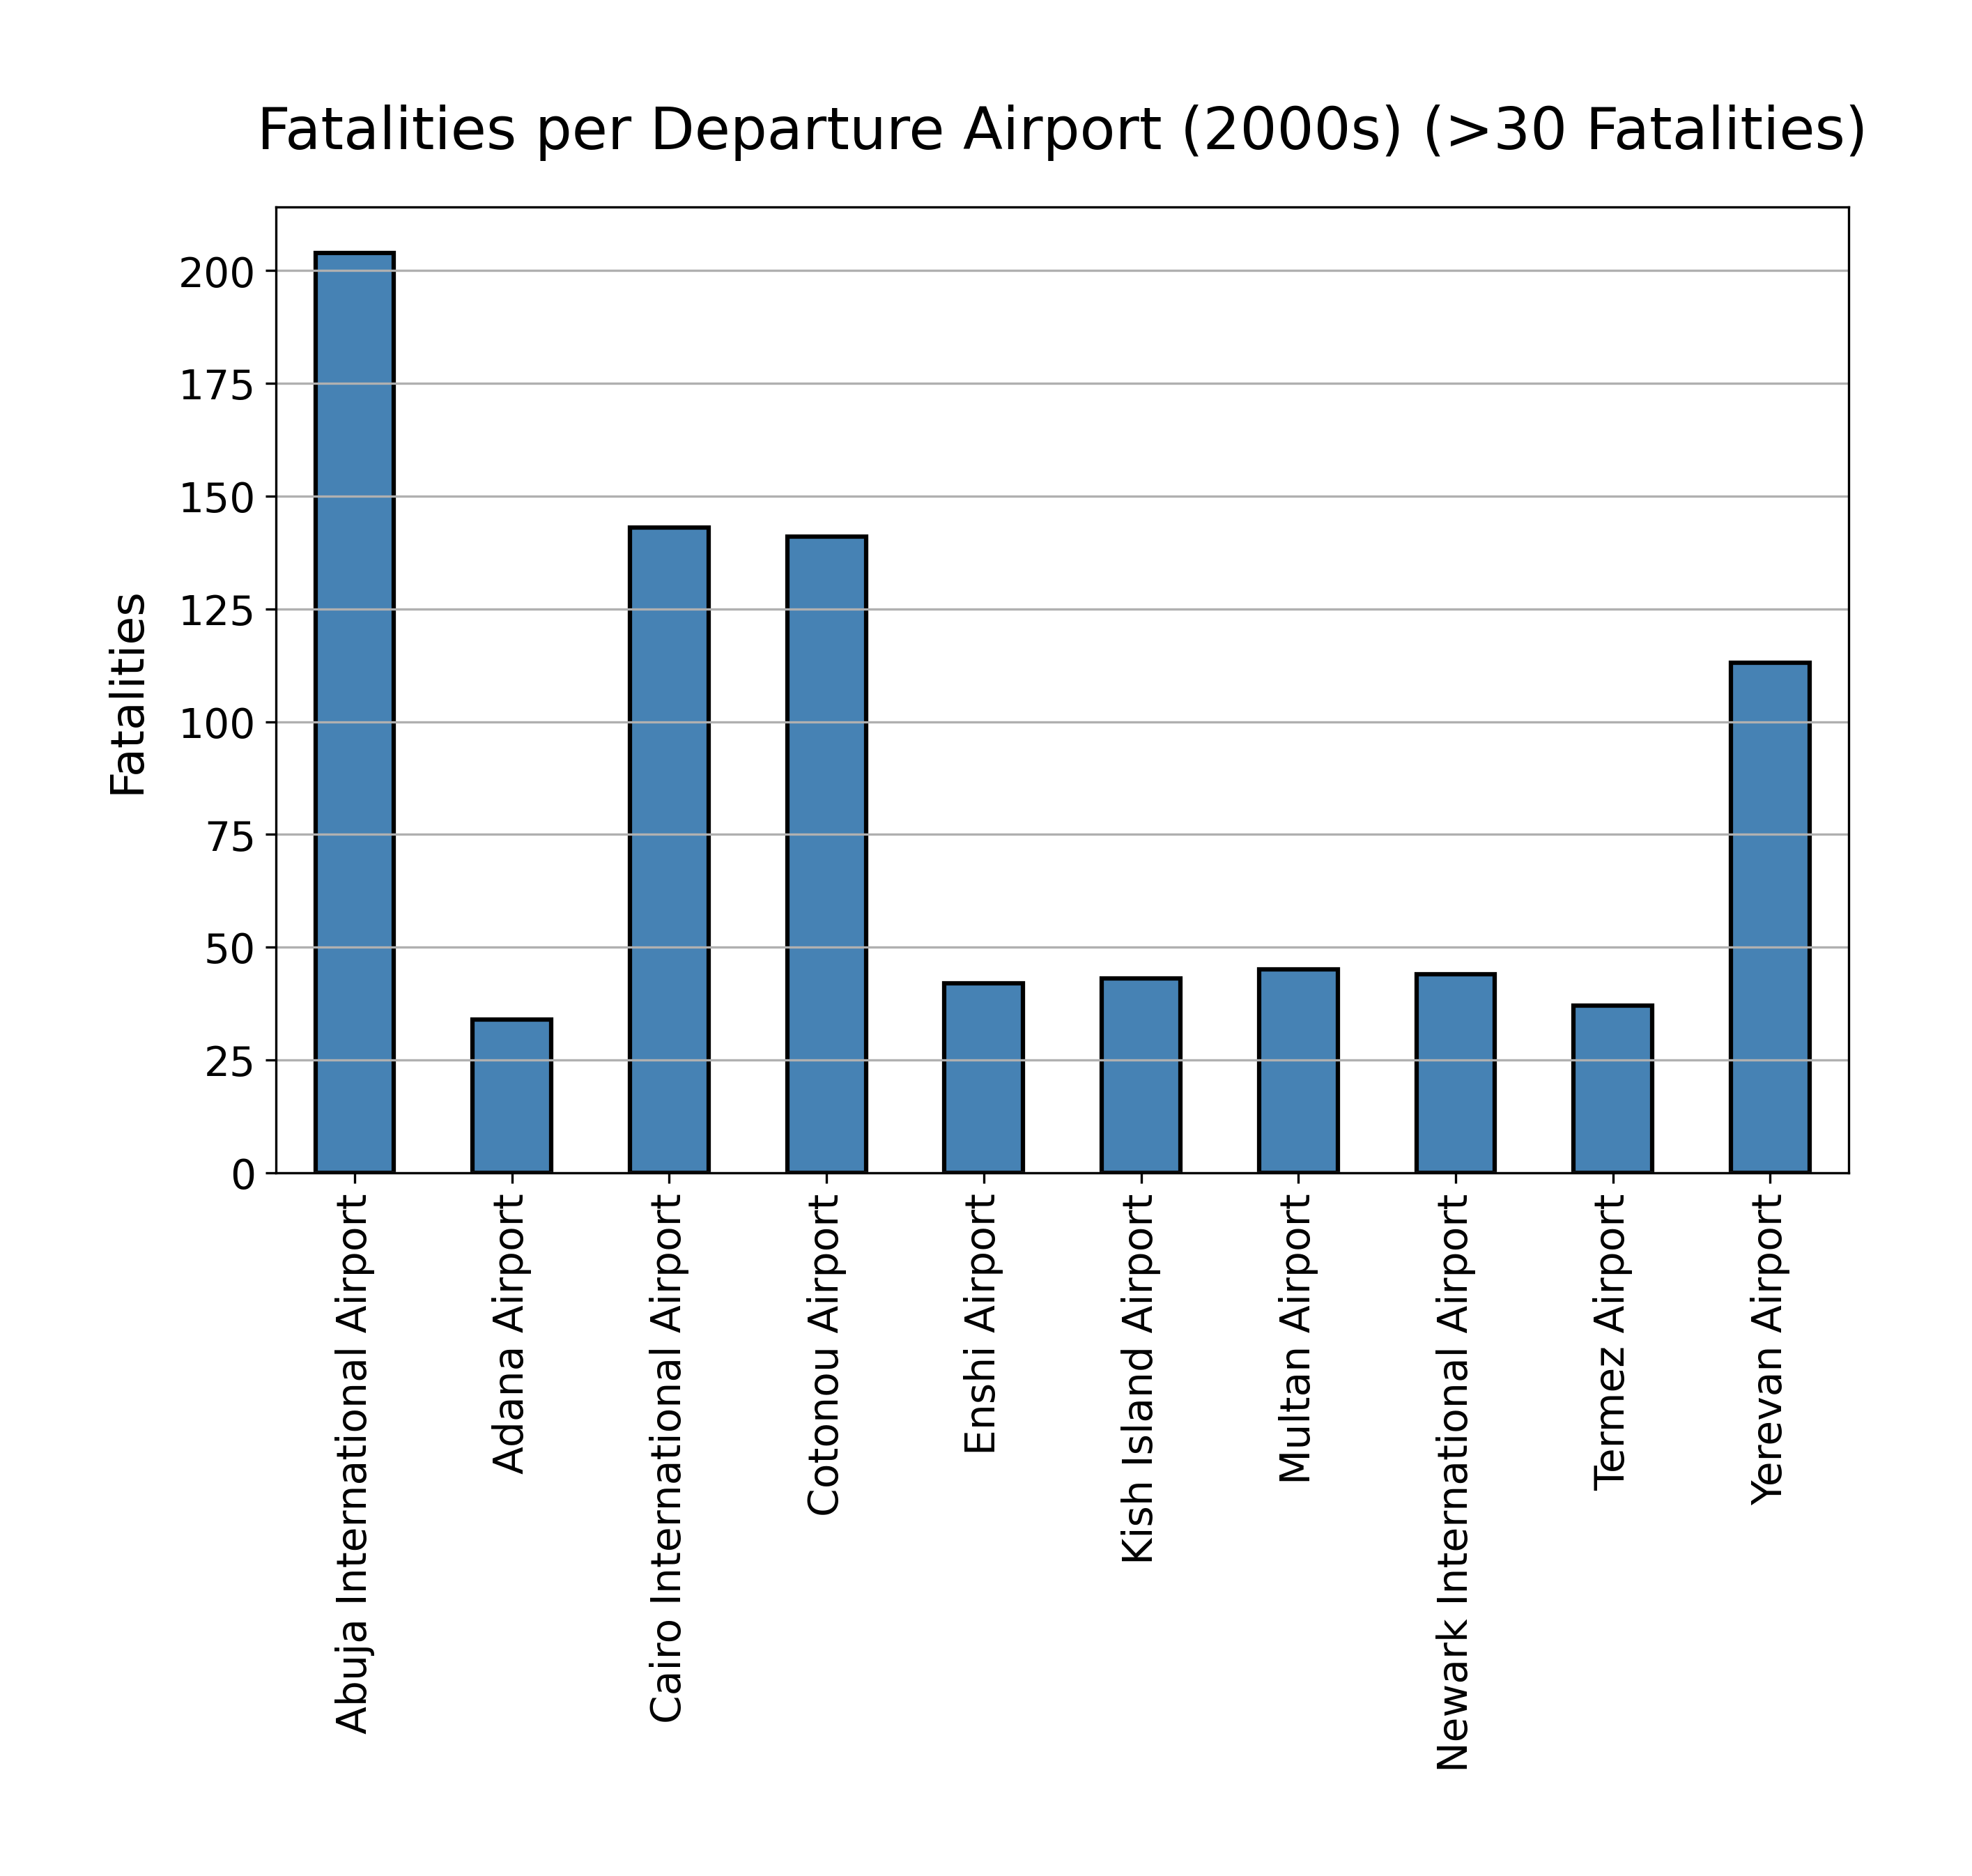 Fatalities per Departure Airport (2000s) (>30 Fatalities)
Fatalities
200
175
150
125
100
75
50
25
0
Abuja International Airport
Adana Airport
Cairo International Airport
Cotonou Airport
Enshi Airport
Kish Island Airport
Multan Airport
Newark International Airport
Termez Airport
Yerevan Airport